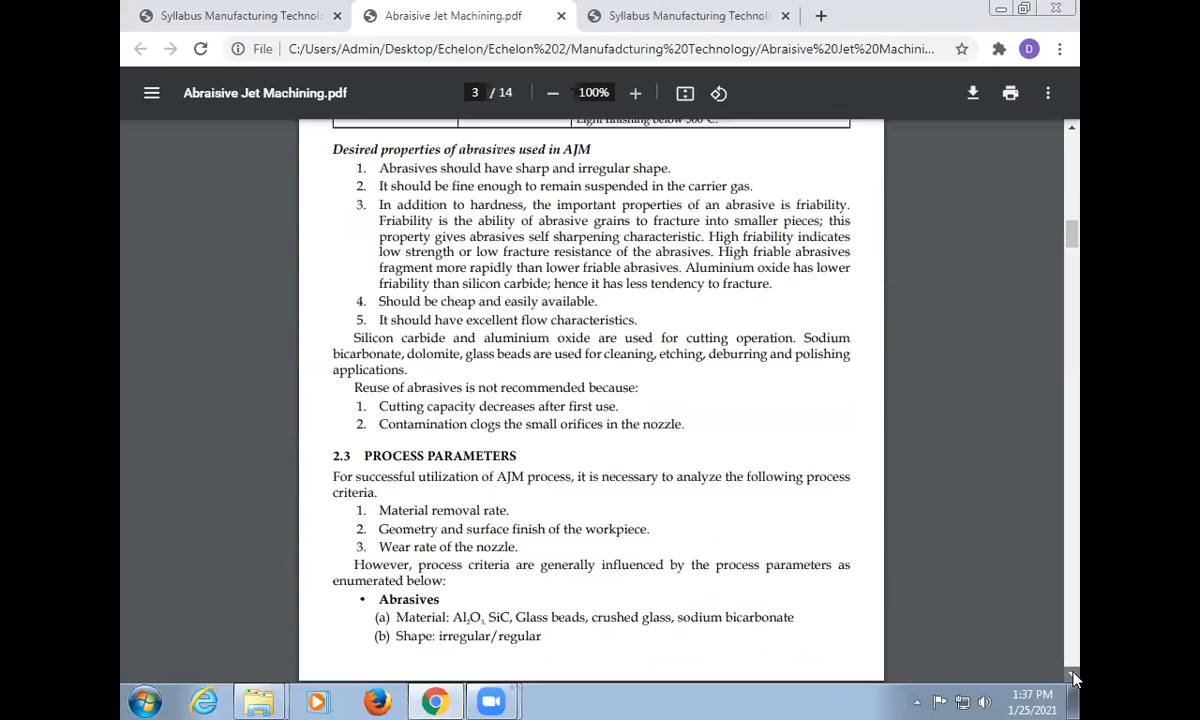 Syllabus Manufacturing Technolo
Abraisive Jet Machining.pdf
Syllabus Manufacturing Technolo
File
C:/Users/Admin/Desktop/Echelon/Echelon%202/Manufadcturing%20Technology/Abraisive%20Jet%20Machini...
D
Abraisive Jet Machining.pdf
3 / 14
100%
Light finishing below 500°C.
Desired properties of abrasives used in AJM
1. Abrasives should have sharp and irregular shape.
2. It should be fine enough to remain suspended in the carrier gas.
3. In addition to hardness, the important properties of an abrasive is friability.
Friability is the ability of abrasive grains to fracture into smaller pieces; this
property gives abrasives self sharpening characteristic. High friability indicates
low strength or low fracture resistance of the abrasives. High friable abrasives
fragment more rapidly than lower friable abrasives. Aluminium oxide has lower
friability than silicon carbide; hence it has less tendency to fracture.
4. Should be cheap and easily available.
5. It should have excellent flow characteristics.
Silicon carbide and aluminium oxide are used for cutting operation. Sodium
bicarbonate, dolomite, glass beads are used for cleaning, etching, deburring and polishing
applications.
Reuse of abrasives is not recommended because:
1. Cutting capacity decreases after first use.
2. Contamination clogs the small orifices in the nozzle.
2.3 PROCESS PARAMETERS
For successful utilization of AJM process, it is necessary to analyze the following process
criteria.
1. Material removal rate.
2. Geometry and surface finish of the workpiece.
3. Wear rate of the nozzle.
However, process criteria are generally influenced by the process parameters as
enumerated below:
• Abrasives
(a) Material: Al₂O₃, SiC, Glass beads, crushed glass, sodium bicarbonate
(b) Shape: irregular/regular
1:37 PM
1/25/2021